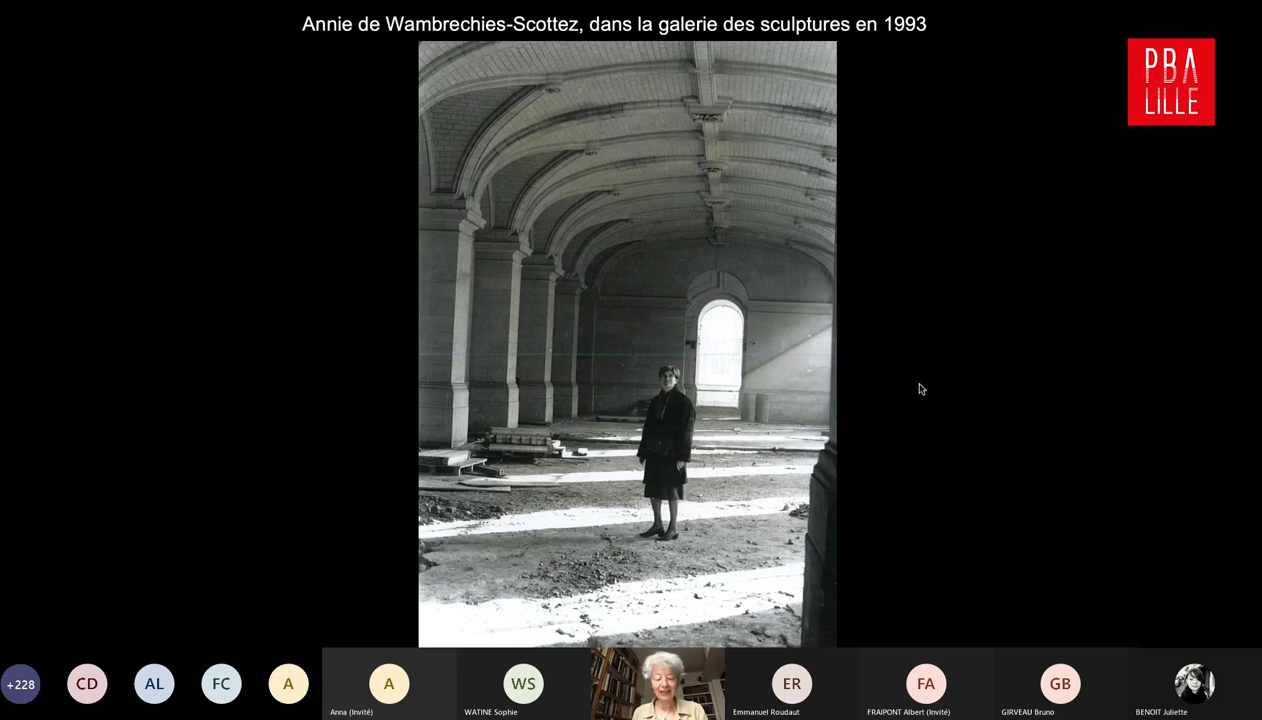 Annie de Wambrechies-Scottez, dans la galerie des sculptures en 1993
PBA
LILLE
+228
CD
AL
FC
A
A
WS
ER
FA
GB
Anna (Invité)
WATINE Sophie
Emmanuel Roudaut
FRAIPONT Albert (Invité)
GIRVEAU Bruno
BENOIT Juliette